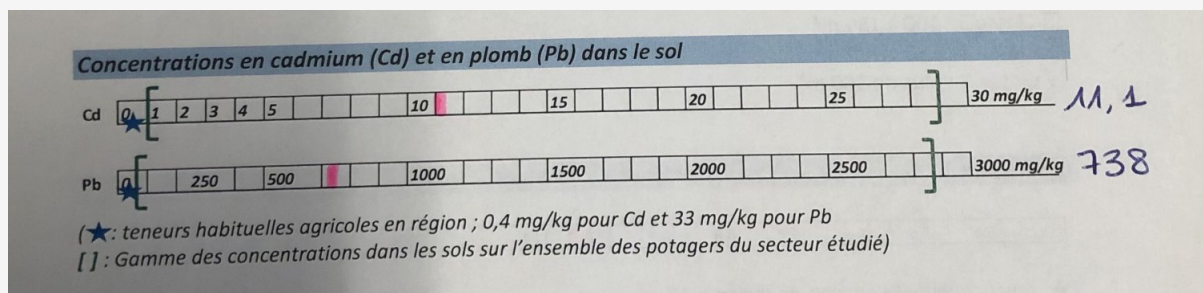 Concentrations en cadmium (Cd) et en plomb (Pb) dans le sol
Cd 0 1 2 3 4 5 10 15 20 25 30 mg/kg 11,1
Pb 0 250 500 1000 1500 2000 2500 3000 mg/kg 738
(★: teneurs habituelles agricoles en région ; 0,4 mg/kg pour Cd et 33 mg/kg pour Pb
[ ] : Gamme des concentrations dans les sols sur l'ensemble des potagers du secteur étudié)